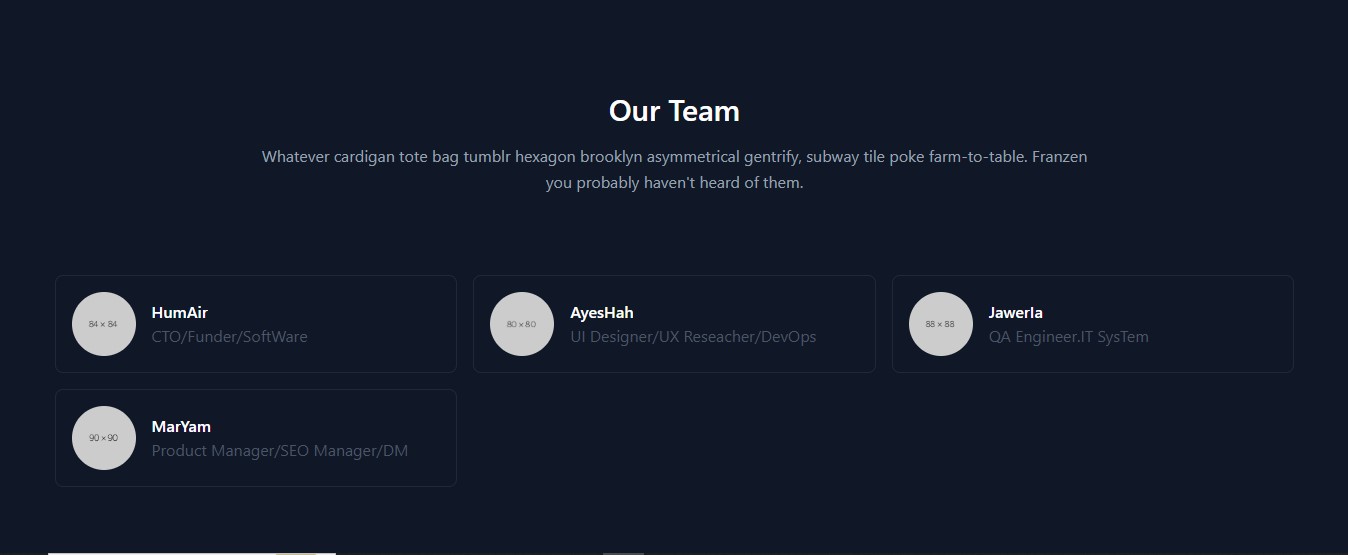 Our Team
Whatever cardigan tote bag tumblr hexagon brooklyn asymmetrical gentrify, subway tile poke farm-to-table. Franzen
you probably haven't heard of them.
84 × 84
HumAir
CTO/Funder/SoftWare
80 × 80
AyesHah
UI Designer/UX Reseacher/DevOps
88 × 88
JawerIa
QA Engineer.IT SysTem
90 × 90
MarYam
Product Manager/SEO Manager/DM